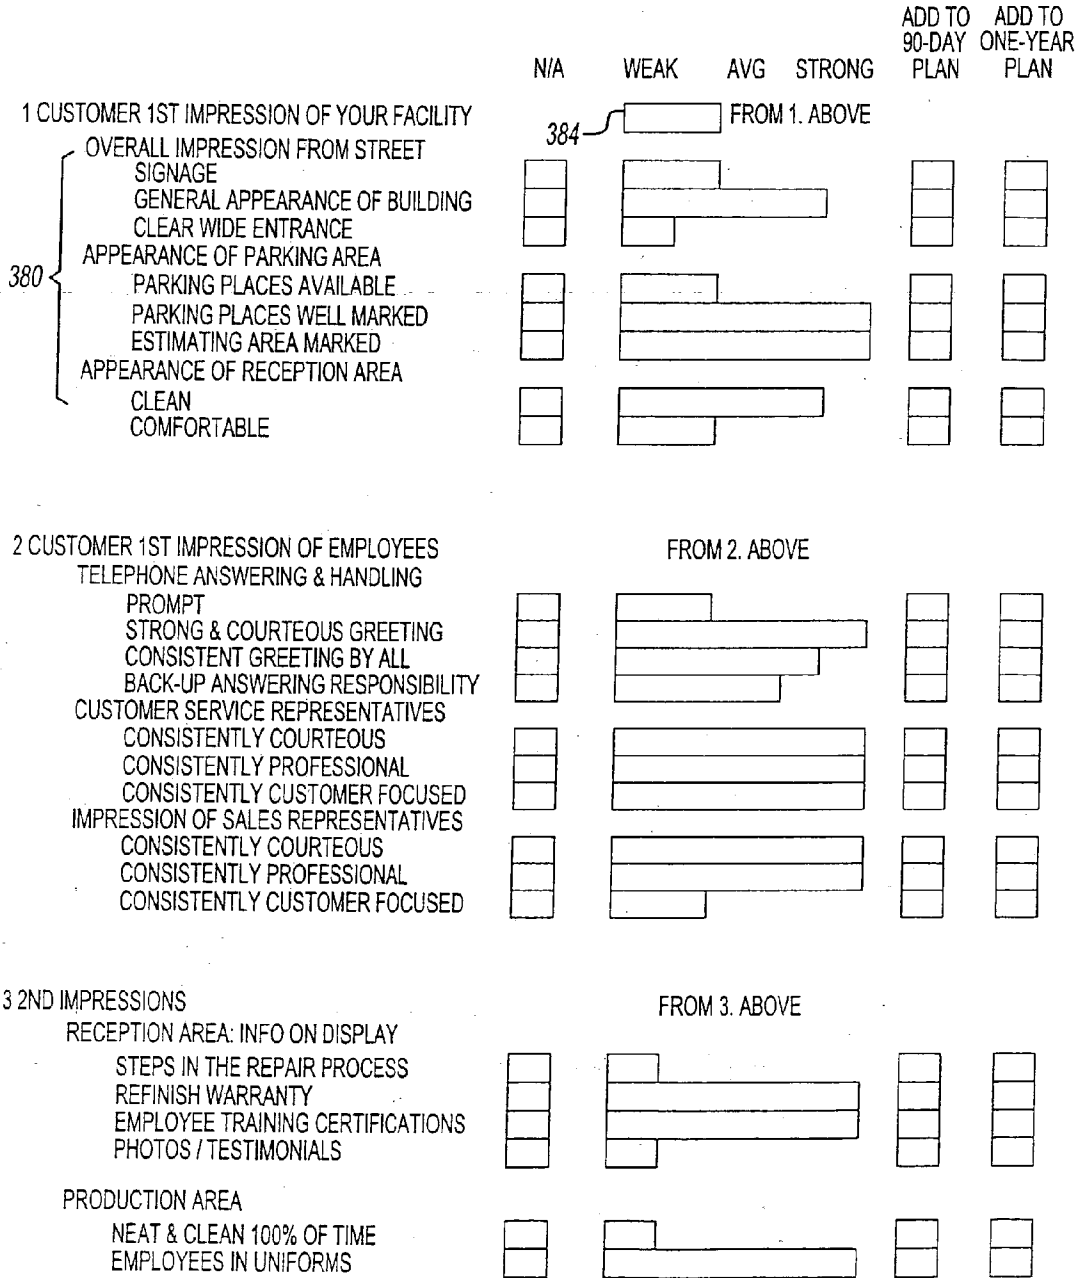 ADD TO ADD TO
90-DAY ONE-YEAR
N/A WEAK AVG STRONG PLAN PLAN
1 CUSTOMER 1ST IMPRESSION OF YOUR FACILITY FROM 1. ABOVE
384
OVERALL IMPRESSION FROM STREET
SIGNAGE
GENERAL APPEARANCE OF BUILDING
CLEAR WIDE ENTRANCE
APPEARANCE OF PARKING AREA
380
PARKING PLACES AVAILABLE
PARKING PLACES WELL MARKED
ESTIMATING AREA MARKED
APPEARANCE OF RECEPTION AREA
CLEAN
COMFORTABLE
2 CUSTOMER 1ST IMPRESSION OF EMPLOYEES FROM 2. ABOVE
TELEPHONE ANSWERING & HANDLING
PROMPT
STRONG & COURTEOUS GREETING
CONSISTENT GREETING BY ALL
BACK-UP ANSWERING RESPONSIBILITY
CUSTOMER SERVICE REPRESENTATIVES
CONSISTENTLY COURTEOUS
CONSISTENTLY PROFESSIONAL
CONSISTENTLY CUSTOMER FOCUSED
IMPRESSION OF SALES REPRESENTATIVES
CONSISTENTLY COURTEOUS
CONSISTENTLY PROFESSIONAL
CONSISTENTLY CUSTOMER FOCUSED
3 2ND IMPRESSIONS FROM 3. ABOVE
RECEPTION AREA: INFO ON DISPLAY
STEPS IN THE REPAIR PROCESS
REFINISH WARRANTY
EMPLOYEE TRAINING CERTIFICATIONS
PHOTOS / TESTIMONIALS
PRODUCTION AREA
NEAT & CLEAN 100% OF TIME
EMPLOYEES IN UNIFORMS